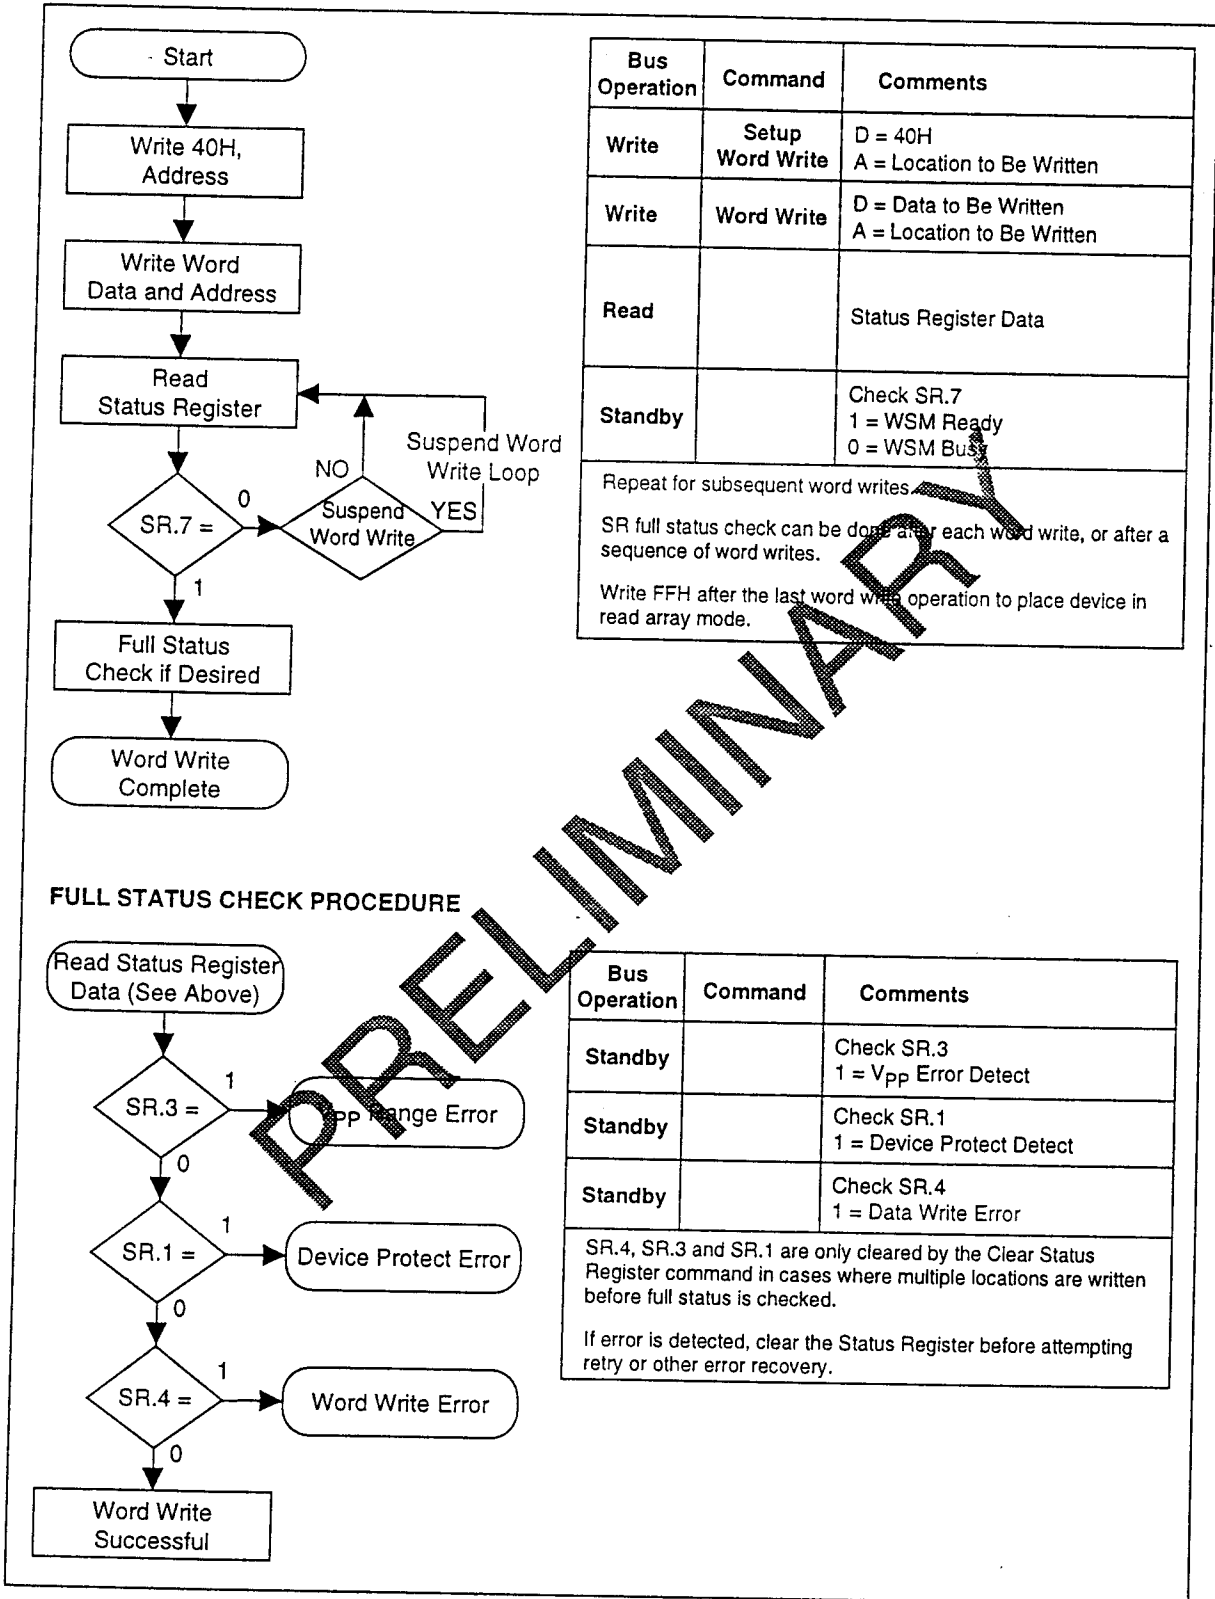 Start
Write 40H,
Address
Write Word
Data and Address
Read
Status Register
Suspend Word
Write Loop
NO
0
YES
SR.7 =
Suspend
Word Write
1
Full Status
Check if Desired
Word Write
Complete
Bus
Operation
Command
Comments
Write
Setup
Word Write
D = 40H
A = Location to Be Written
Write
Word Write
D = Data to Be Written
A = Location to Be Written
Read
Status Register Data
Standby
Check SR.7
1 = WSM Ready
0 = WSM Busy
Repeat for subsequent word writes.
SR full status check can be done after each word write, or after a
sequence of word writes.
Write FFH after the last word write operation to place device in
read array mode.
PRELIMINARY
FULL STATUS CHECK PROCEDURE
Read Status Register
Data (See Above)
SR.3 =
1
PP Range Error
0
SR.1 =
1
Device Protect Error
0
SR.4 =
1
Word Write Error
0
Word Write
Successful
Bus
Operation
Command
Comments
Standby
Check SR.3
1 = VPP Error Detect
Standby
Check SR.1
1 = Device Protect Detect
Standby
Check SR.4
1 = Data Write Error
SR.4, SR.3 and SR.1 are only cleared by the Clear Status
Register command in cases where multiple locations are written
before full status is checked.
If error is detected, clear the Status Register before attempting
retry or other error recovery.